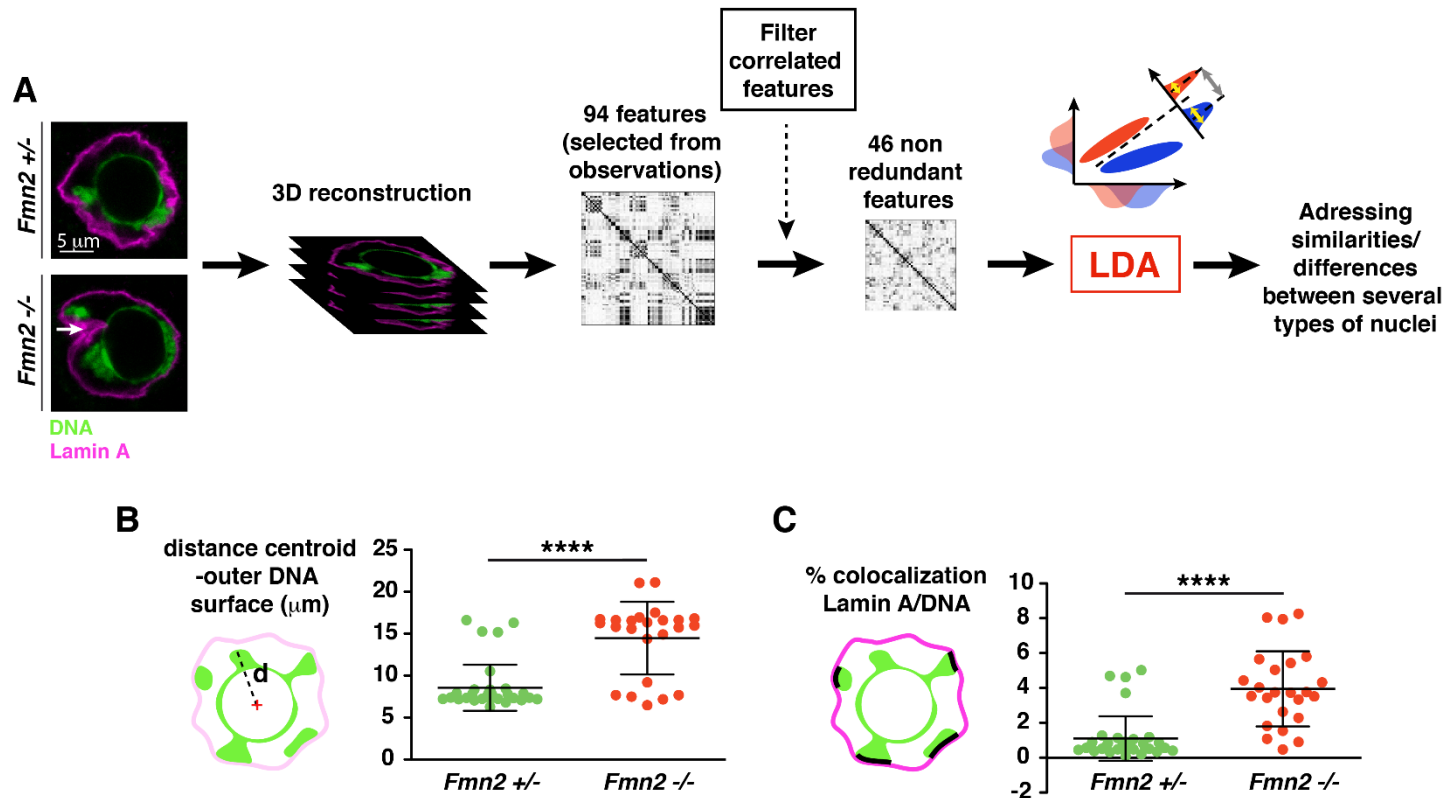 A
Fmn2 +/-
5 μm
Fmn2 -/-
DNA
Lamin A
3D reconstruction
94 features
(selected from
observations)
Filter
correlated
features
46 non
redundant
features
LDA
Adressing
similarities/
differences
between several
types of nuclei
B
distance centroid
-outer DNA
surface (μm)
d
25
20
15
10
5
0
****
Fmn2 +/-
Fmn2 -/-
C
% colocalization
Lamin A/DNA
10
8
6
4
2
0
-2
****
Fmn2 +/-
Fmn2 -/-